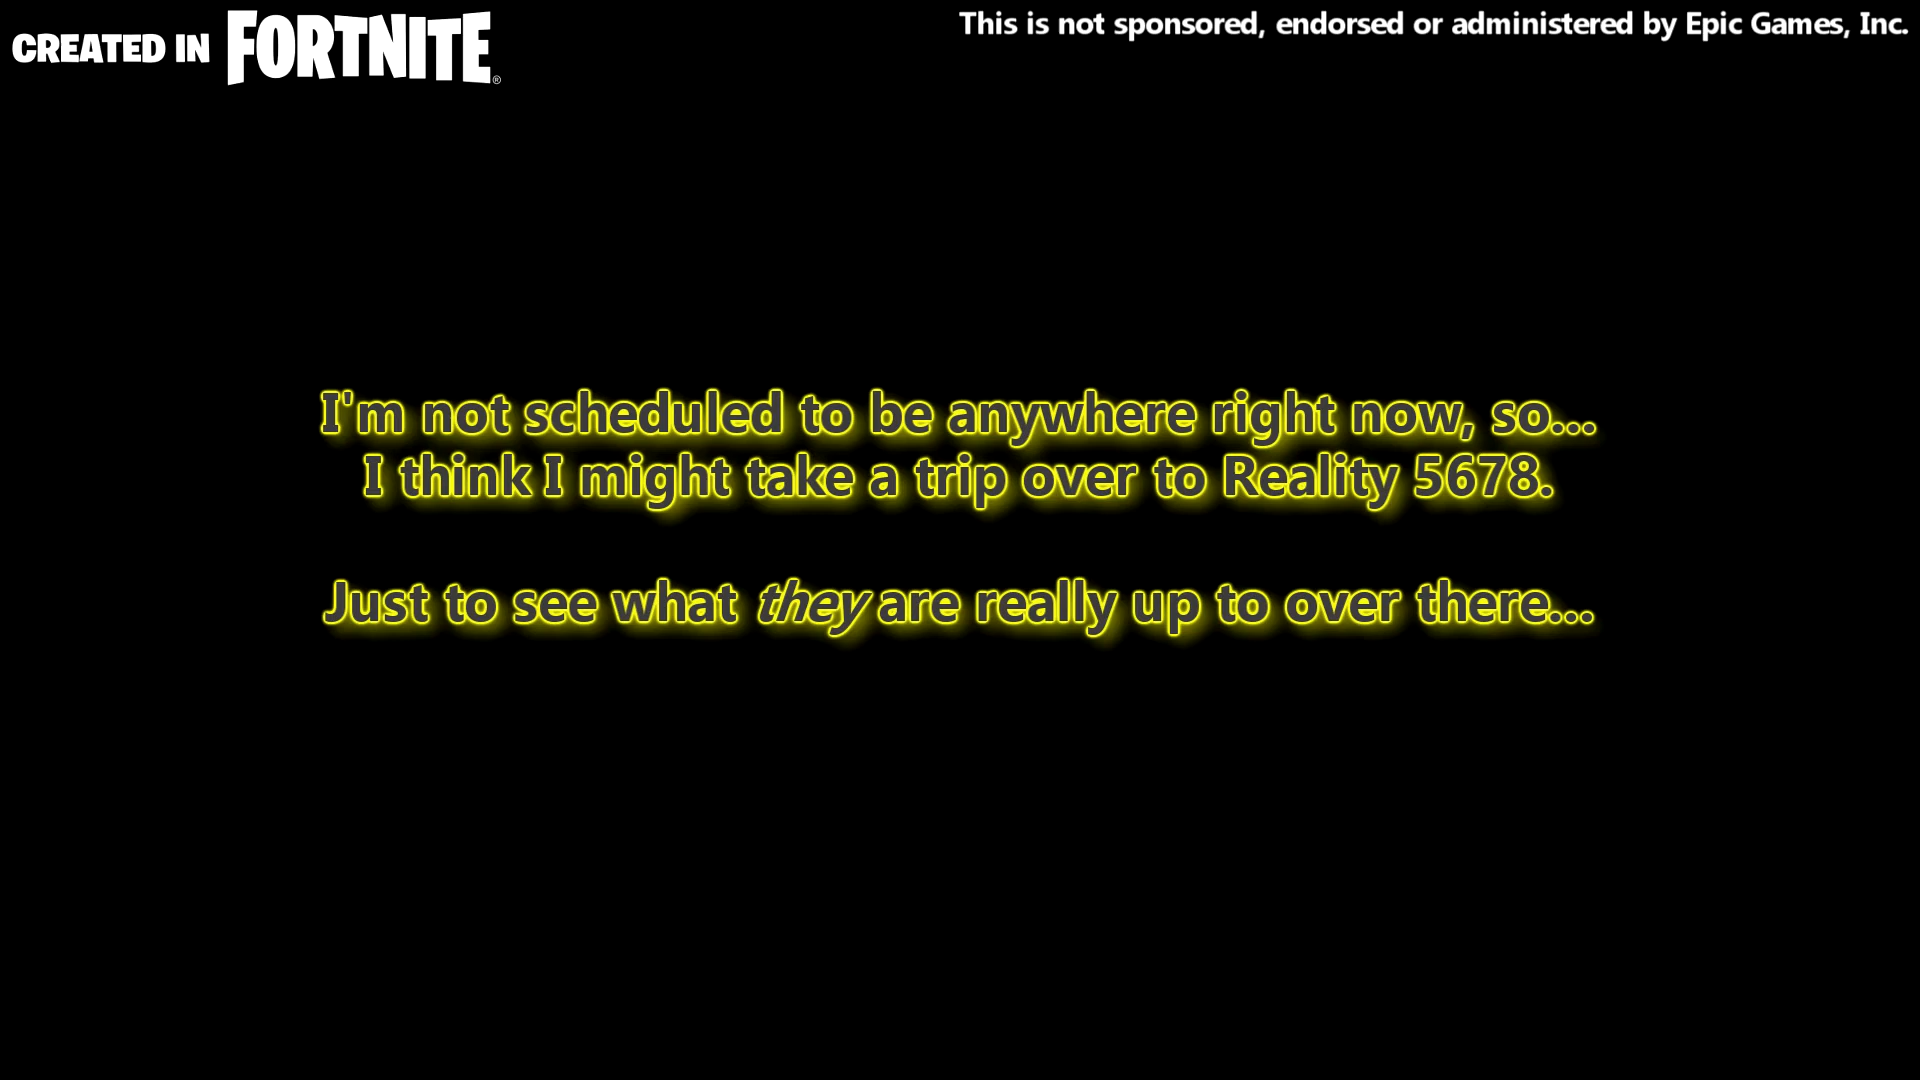 CREATED IN FORTNITE®
This is not sponsored, endorsed or administered by Epic Games, Inc.
I'm not scheduled to be anywhere right now, so...
I think I might take a trip over to Reality 5678.
Just to see what they are really up to over there...